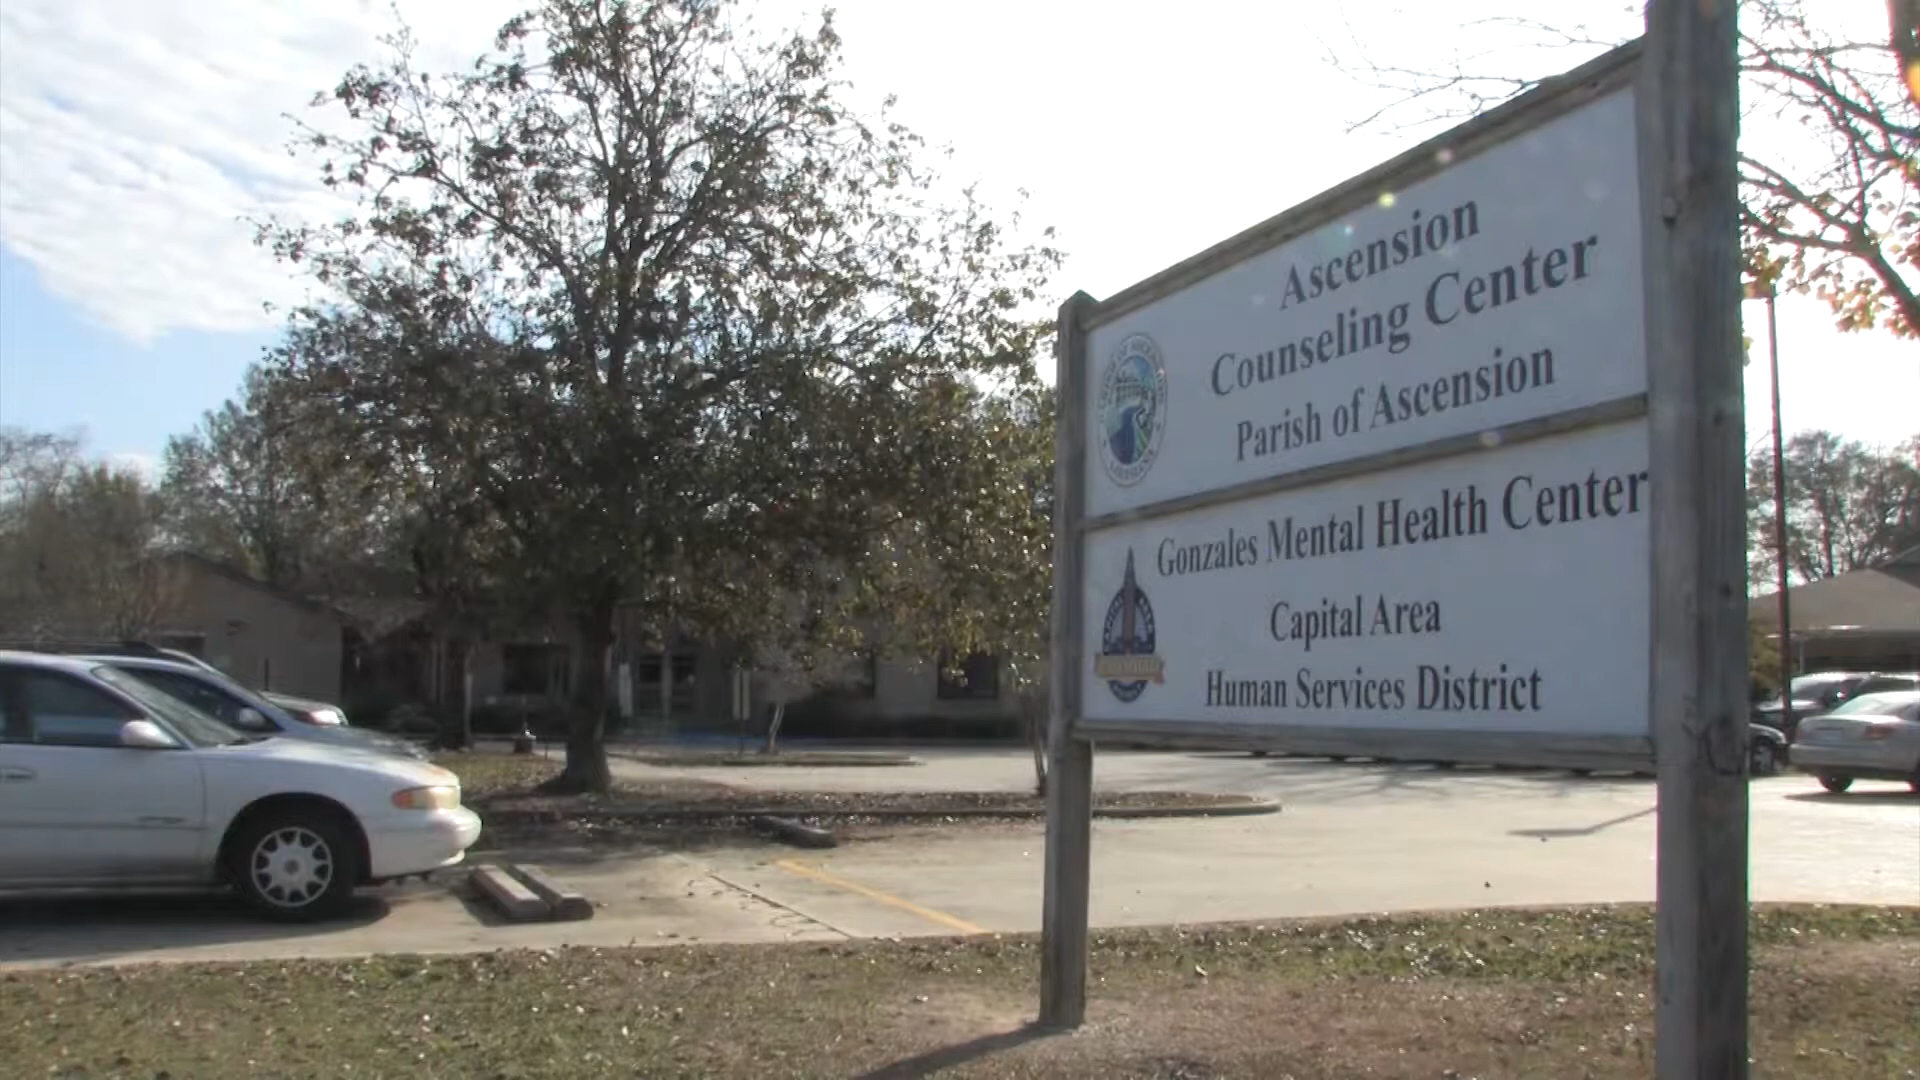 Ascension
Counseling Center
Parish of Ascension
Gonzales Mental Health Center
Capital Area
Human Services District